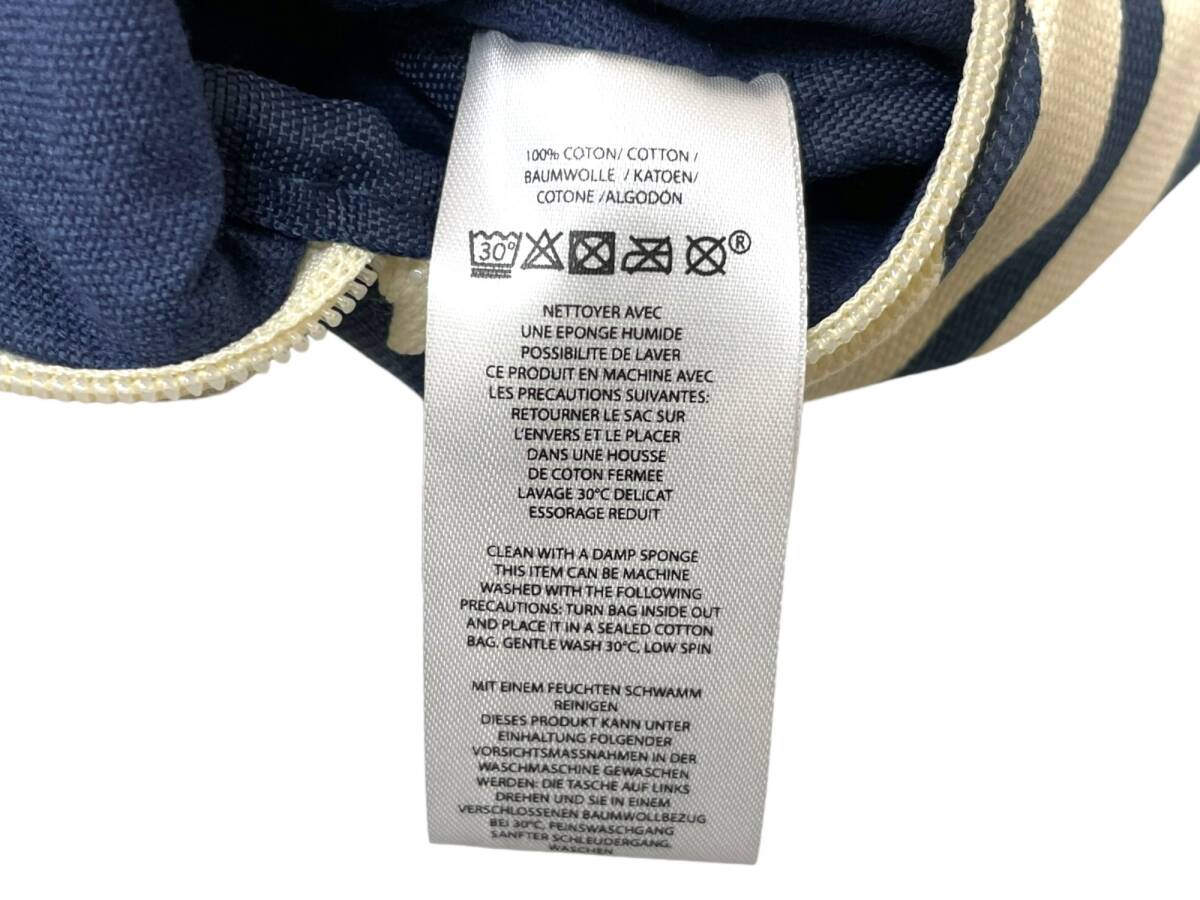 100% COTON/ COTTON /
BAUMWOLLE / KATOEN/
COTONE /ALGODÓN
30° ®
NETTOYER AVEC
UNE EPONGE HUMIDE
POSSIBILITE DE LAVER
CE PRODUIT EN MACHINE AVEC
LES PRECAUTIONS SUIVANTES:
RETOURNER LE SAC SUR
L'ENVERS ET LE PLACER
DANS UNE HOUSSE
DE COTON FERMEE
LAVAGE 30°C DELICAT
ESSORAGE REDUIT
CLEAN WITH A DAMP SPONGE
THIS ITEM CAN BE MACHINE
WASHED WITH THE FOLLOWING
PRECAUTIONS: TURN BAG INSIDE OUT
AND PLACE IT IN A SEALED COTTON
BAG. GENTLE WASH 30°C, LOW SPIN
MIT EINEM FEUCHTEN SCHWAMM
REINIGEN
DIESES PRODUKT KANN UNTER
EINHALTUNG FOLGENDER
VORSICHTSMASSNAHMEN IN DER
WASCHMASCHINE GEWASCHEN
WERDEN: DIE TASCHE AUF LINKS
DREHEN UND SIE IN EINEM
VERSCHLOSSENEN BAUMWOLLBEZUG
BEI 30°C, FEINSWASCHGANG
SANFTER SCHLEUDERGANG.
WASCHEN